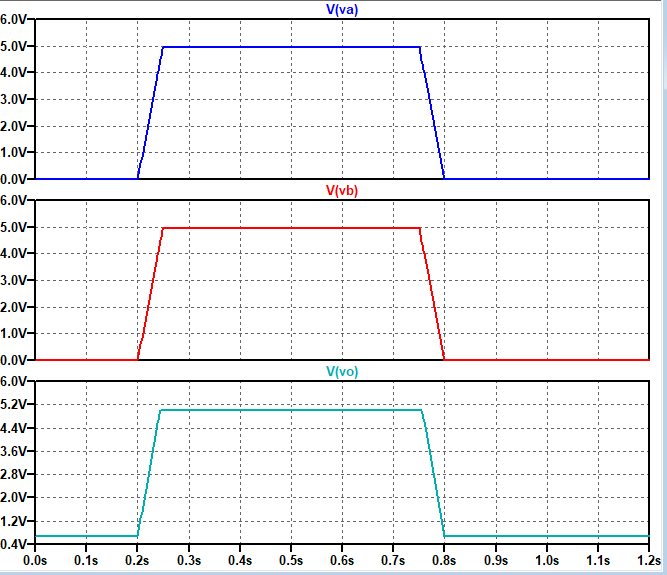 V(va)
6.0V
5.0V
4.0V
3.0V
2.0V
1.0V
0.0V
V(vb)
6.0V
5.0V
4.0V
3.0V
2.0V
1.0V
0.0V
V(vo)
6.0V
5.2V
4.4V
3.6V
2.8V
2.0V
1.2V
0.4V
0.0s 0.1s 0.2s 0.3s 0.4s 0.5s 0.6s 0.7s 0.8s 0.9s 1.0s 1.1s 1.2s